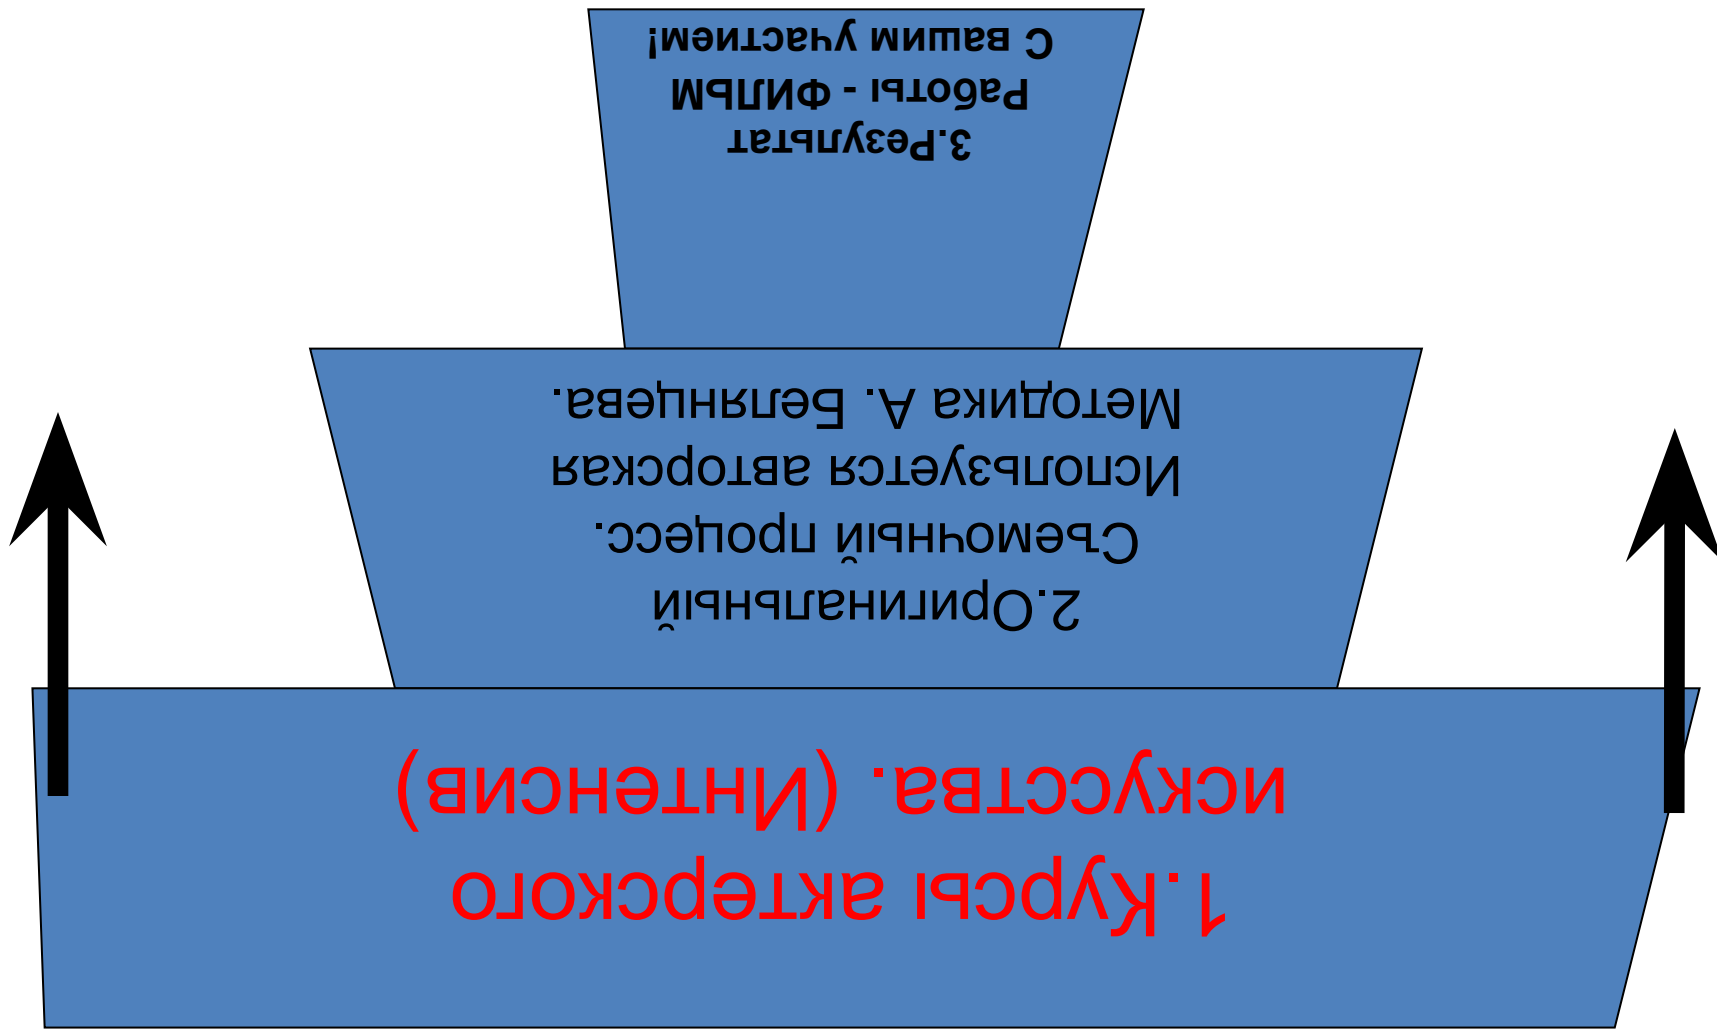 1.Курсы актерского
искусства. (Интенсив)
2.Оригинальный
Съемочный процесс.
Используется авторская
Методика А. Белянцева.
3.Результат
Работы - ФИЛЬМ
С вашим участием!